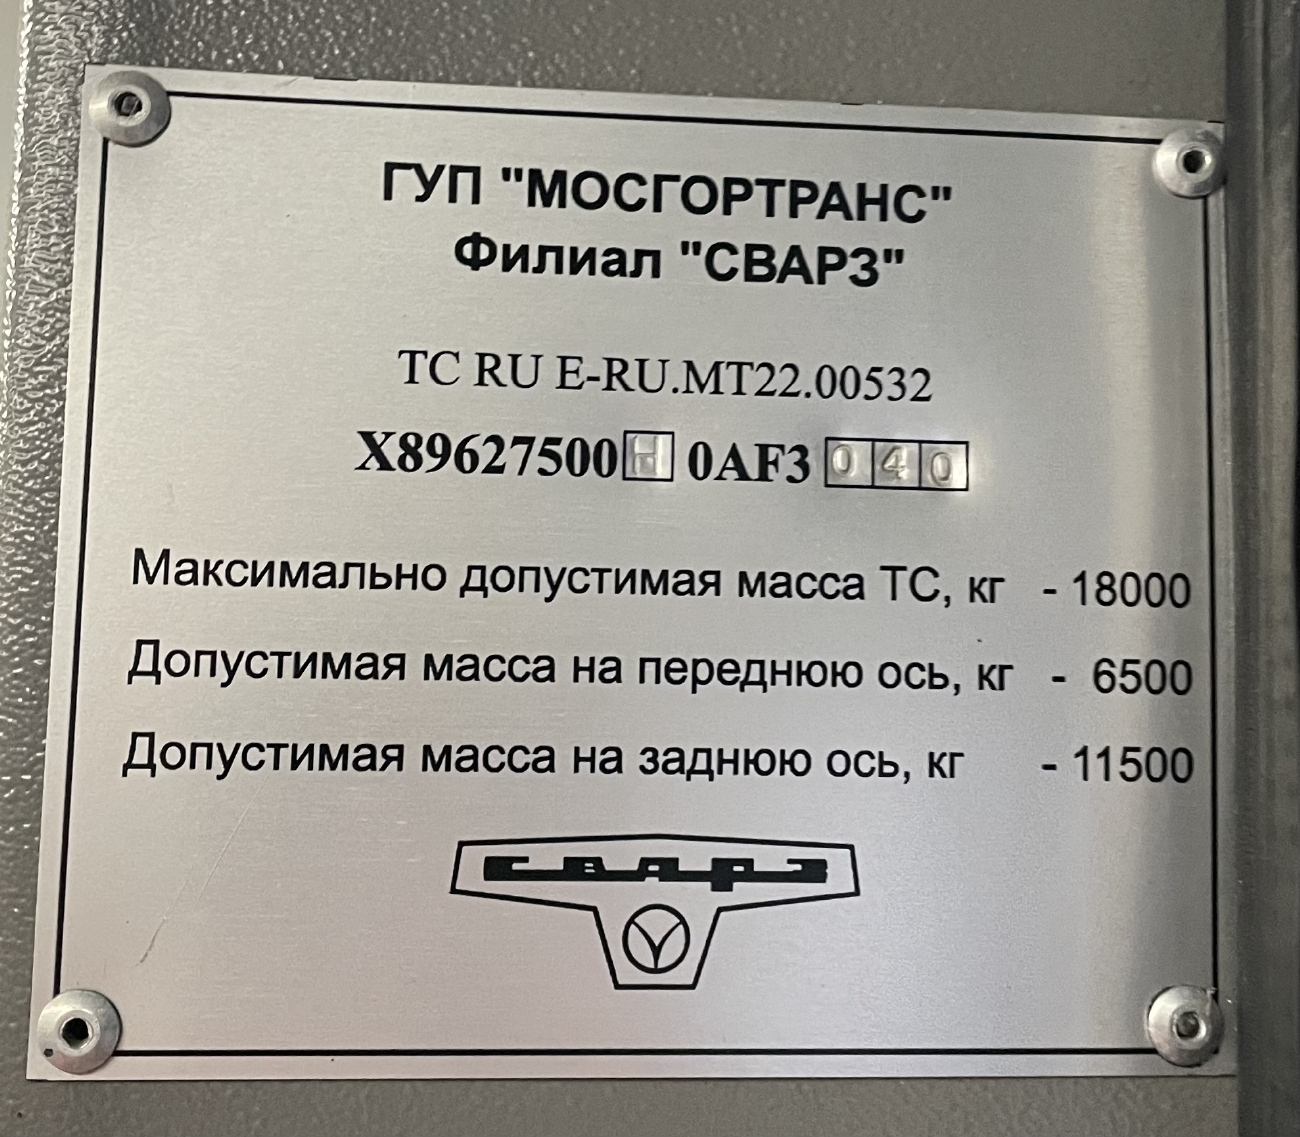 ГУП "МОСГОРТРАНС"
Филиал "СВАРЗ"
ТС RU E-RU.MT22.00532
X89627500H0AF3040
Максимально допустимая масса ТС, кг - 18000
Допустимая масса на переднюю ось, кг - 6500
Допустимая масса на заднюю ось, кг - 11500
СВАРЗ